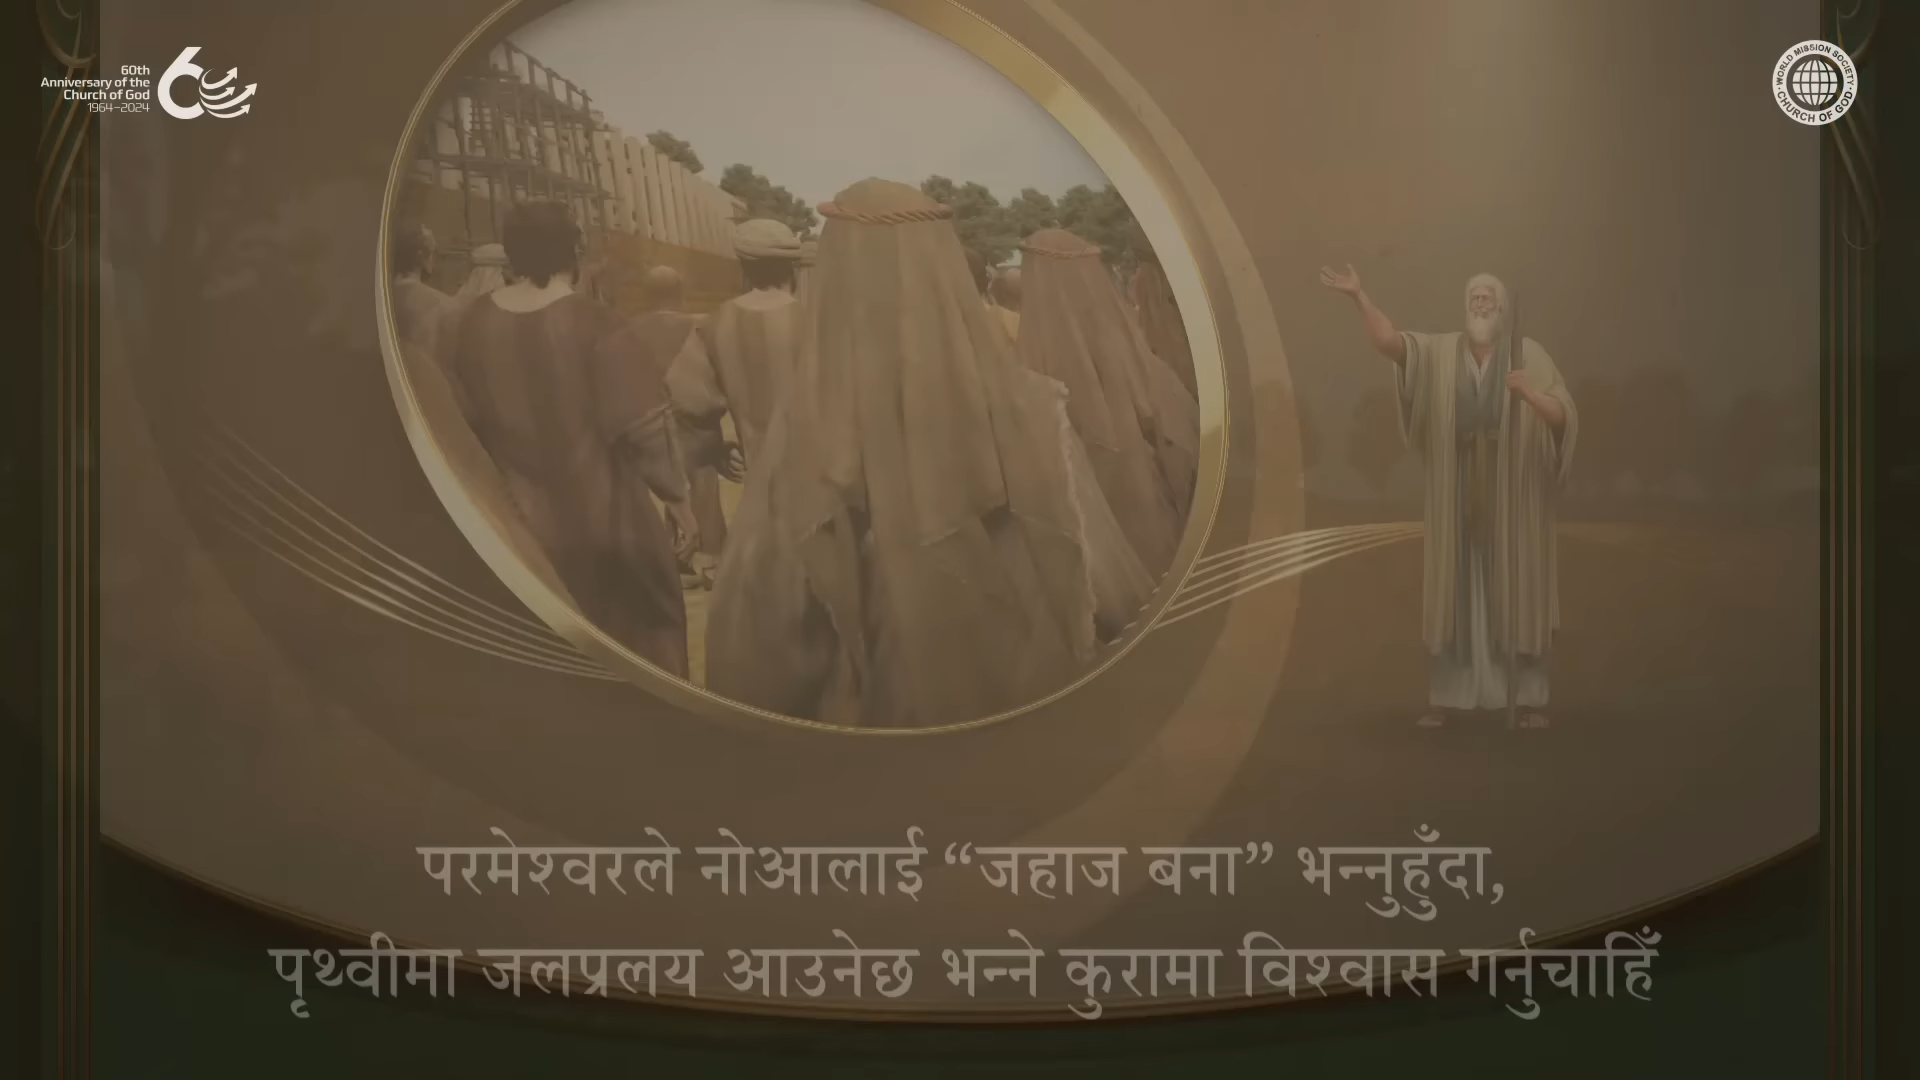 60th
Anniversary of the
Church of God
1964–2024
60
WORLD MISSION SOCIETY
CHURCH OF GOD
परमेश्वरले नोआलाई “जहाज बना” भन्नुहुँदा,
पृथ्वीमा जलप्रलय आउनेछ भन्ने कुरामा विश्वास गर्नुचाहिँ